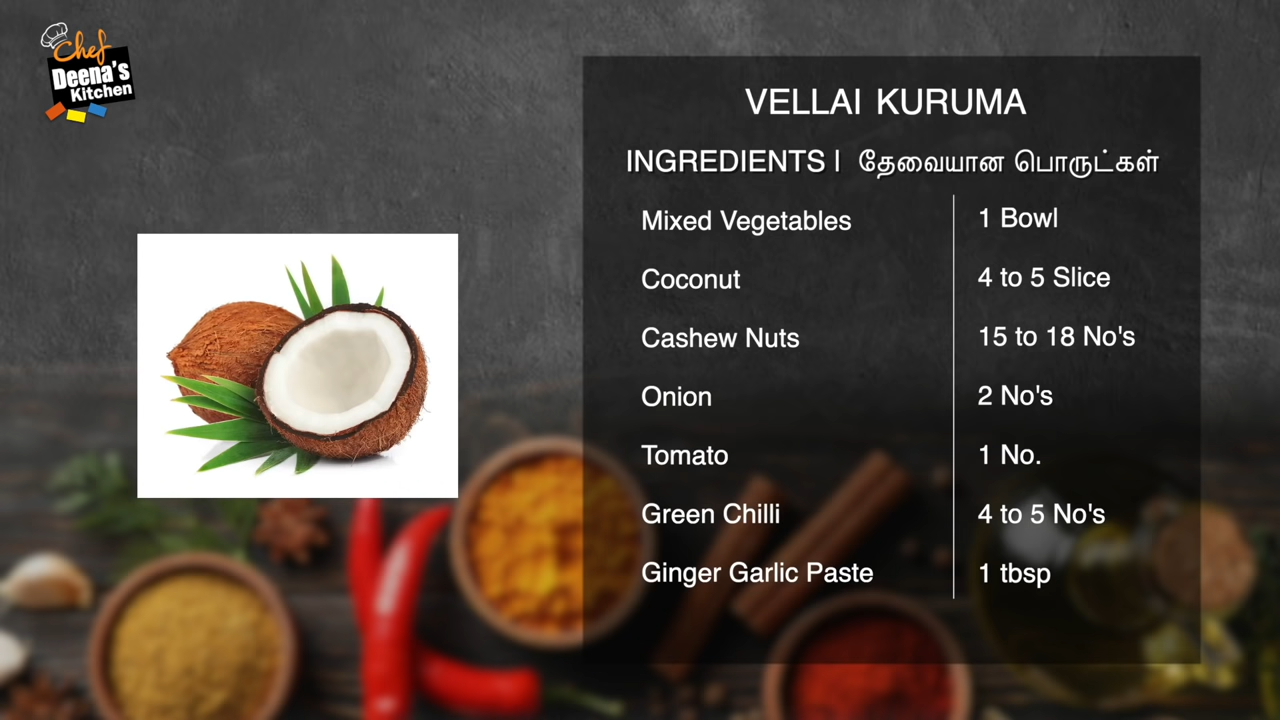 Chef
Deena's
Kitchen
VELLAI KURUMA
INGREDIENTS | தேவையான பொருட்கள்
Mixed Vegetables 1 Bowl
Coconut 4 to 5 Slice
Cashew Nuts 15 to 18 No's
Onion 2 No's
Tomato 1 No.
Green Chilli 4 to 5 No's
Ginger Garlic Paste 1 tbsp